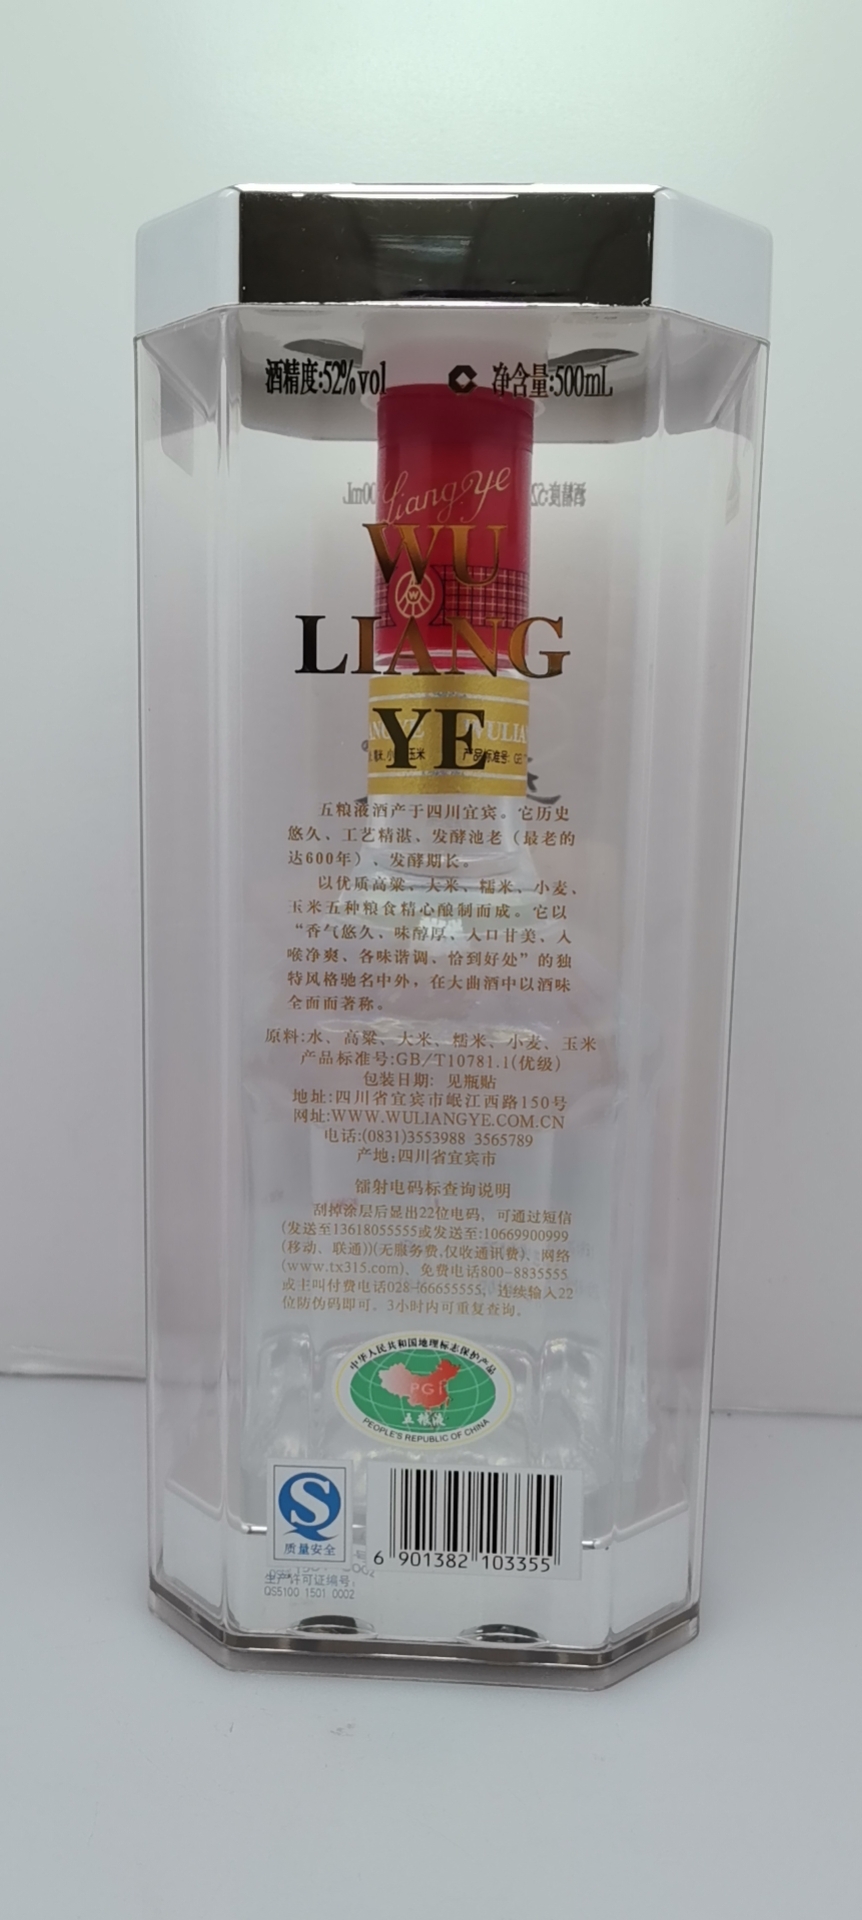 酒精度:52%vol 净含量:500mL
Liangye
WU
LIANG
YE
WULIA
玉米 产品标准号:
五粮液酒产于四川宜宾。它历史
悠久、工艺精湛、发酵池老（最老的
达600年）、发酵期长。
以优质高粱、大米、糯米、小麦、
玉米五种粮食精心酿制而成。它以
“香气悠久、味醇厚、入口甘美、入
喉净爽、各味谐调、恰到好处”的独
特风格驰名中外，在大曲酒中以酒味
全面而著称。
原料:水、高粱、大米、糯米、小麦、玉米
产品标准号:GB/T10781.1(优级)
包装日期: 见瓶贴
地址:四川省宜宾市岷江西路150号
网址:WWW.WULIANGYE.COM.CN
电话:(0831)3553988 3565789
产地:四川省宜宾市
镭射电码标查询说明
刮掉涂层后显出22位电码，可通过短信
(发送至13618055555或发送至:10669900999
(移动、联通))(无服务费,仅收通讯费)、网络
(www.tx315.com)、免费电话800-8835555
或主叫付费电话028-66655555，连续输入22
位防伪码即可。3小时内可重复查询。
中华人民共和国地理标志保护产品
PGI
五粮液
PEOPLE'S REPUBLIC OF CHINA
S
质量安全
6 901382 103355
生产许可证编号:
QS5100 1501 0002